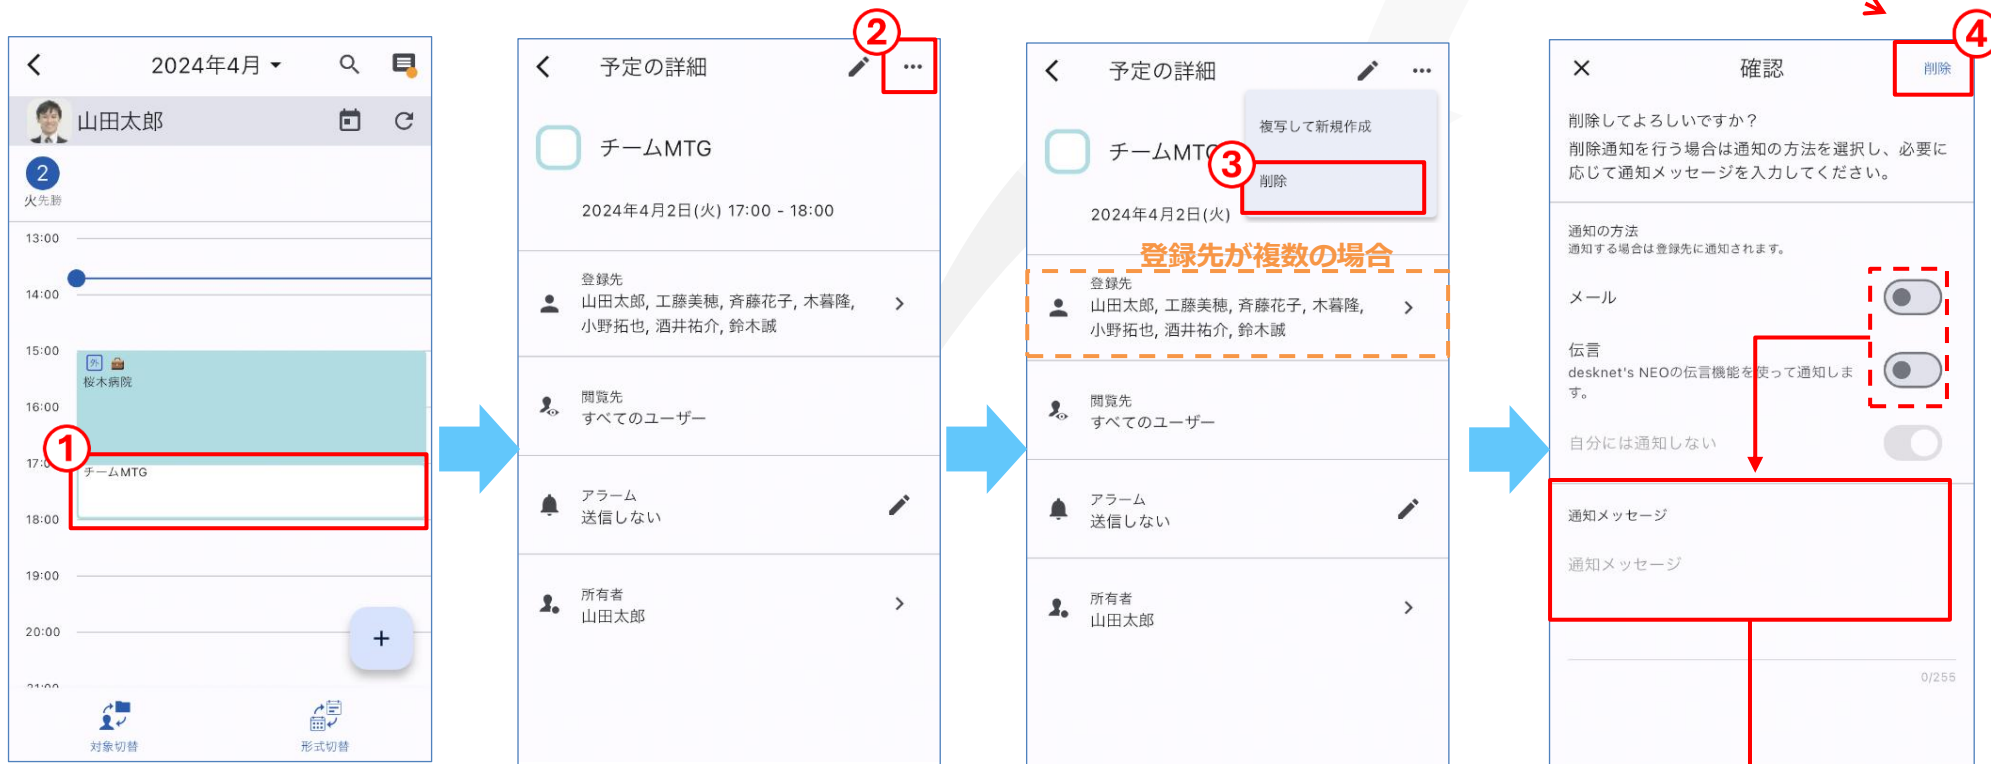 2024年4月
山田太郎
2
火先勝
13:00
14:00
15:00
外
桜木病院
16:00
①
17:0
チームMTG
18:00
19:00
20:00
+
21:00
対象切替
形式切替
②
予定の詳細
チームMTG
2024年4月2日(火) 17:00 - 18:00
登録先
山田太郎, 工藤美穂, 斉藤花子, 木暮隆,
小野拓也, 酒井祐介, 鈴木誠
閲覧先
すべてのユーザー
アラーム
送信しない
所有者
山田太郎
予定の詳細
複写して新規作成
チームMTG
③
削除
2024年4月2日(火)
登録先が複数の場合
登録先
山田太郎, 工藤美穂, 斉藤花子, 木暮隆,
小野拓也, 酒井祐介, 鈴木誠
閲覧先
すべてのユーザー
アラーム
送信しない
所有者
山田太郎
④
確認
削除
削除してよろしいですか？
削除通知を行う場合は通知の方法を選択し、必要に
応じて通知メッセージを入力してください。
通知の方法
通知する場合は登録先に通知されます。
メール
伝言
desknet's NEOの伝言機能を使って通知しま
す。
自分には通知しない
通知メッセージ
通知メッセージ
0/255